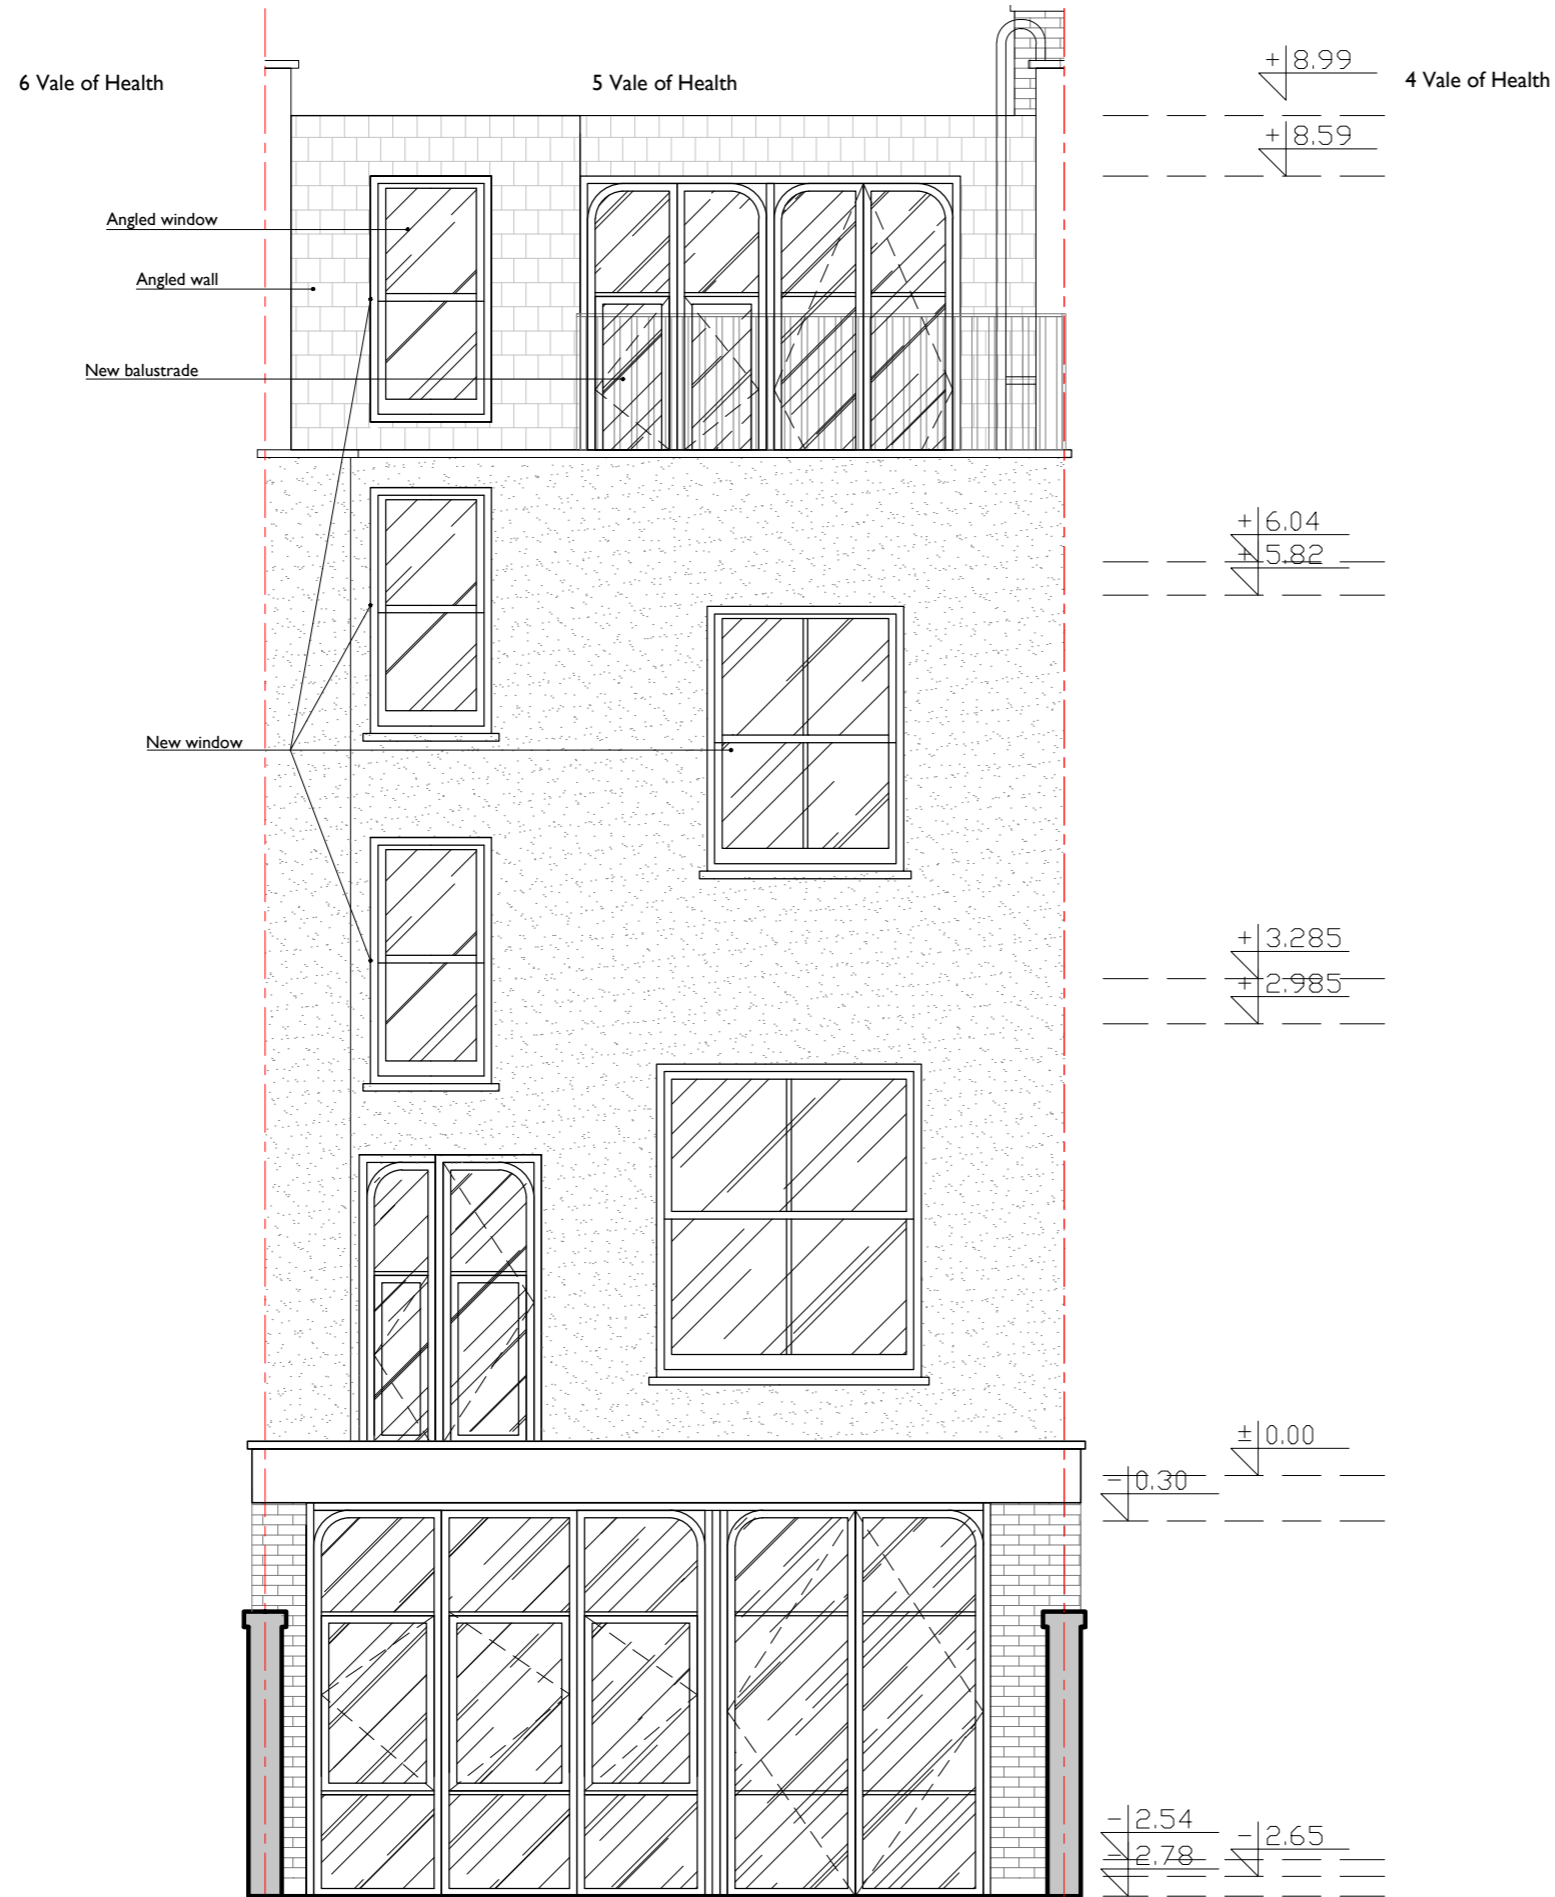 6 Vale of Health
5 Vale of Health
4 Vale of Health
+ 8.99
+ 8.59
Angled window
Angled wall
New balustrade
+ 6.04
+ 5.82
New window
+ 3.285
+ 2.985
± 0.00
- 0.30
- 2.54
- 2.65
- 2.78